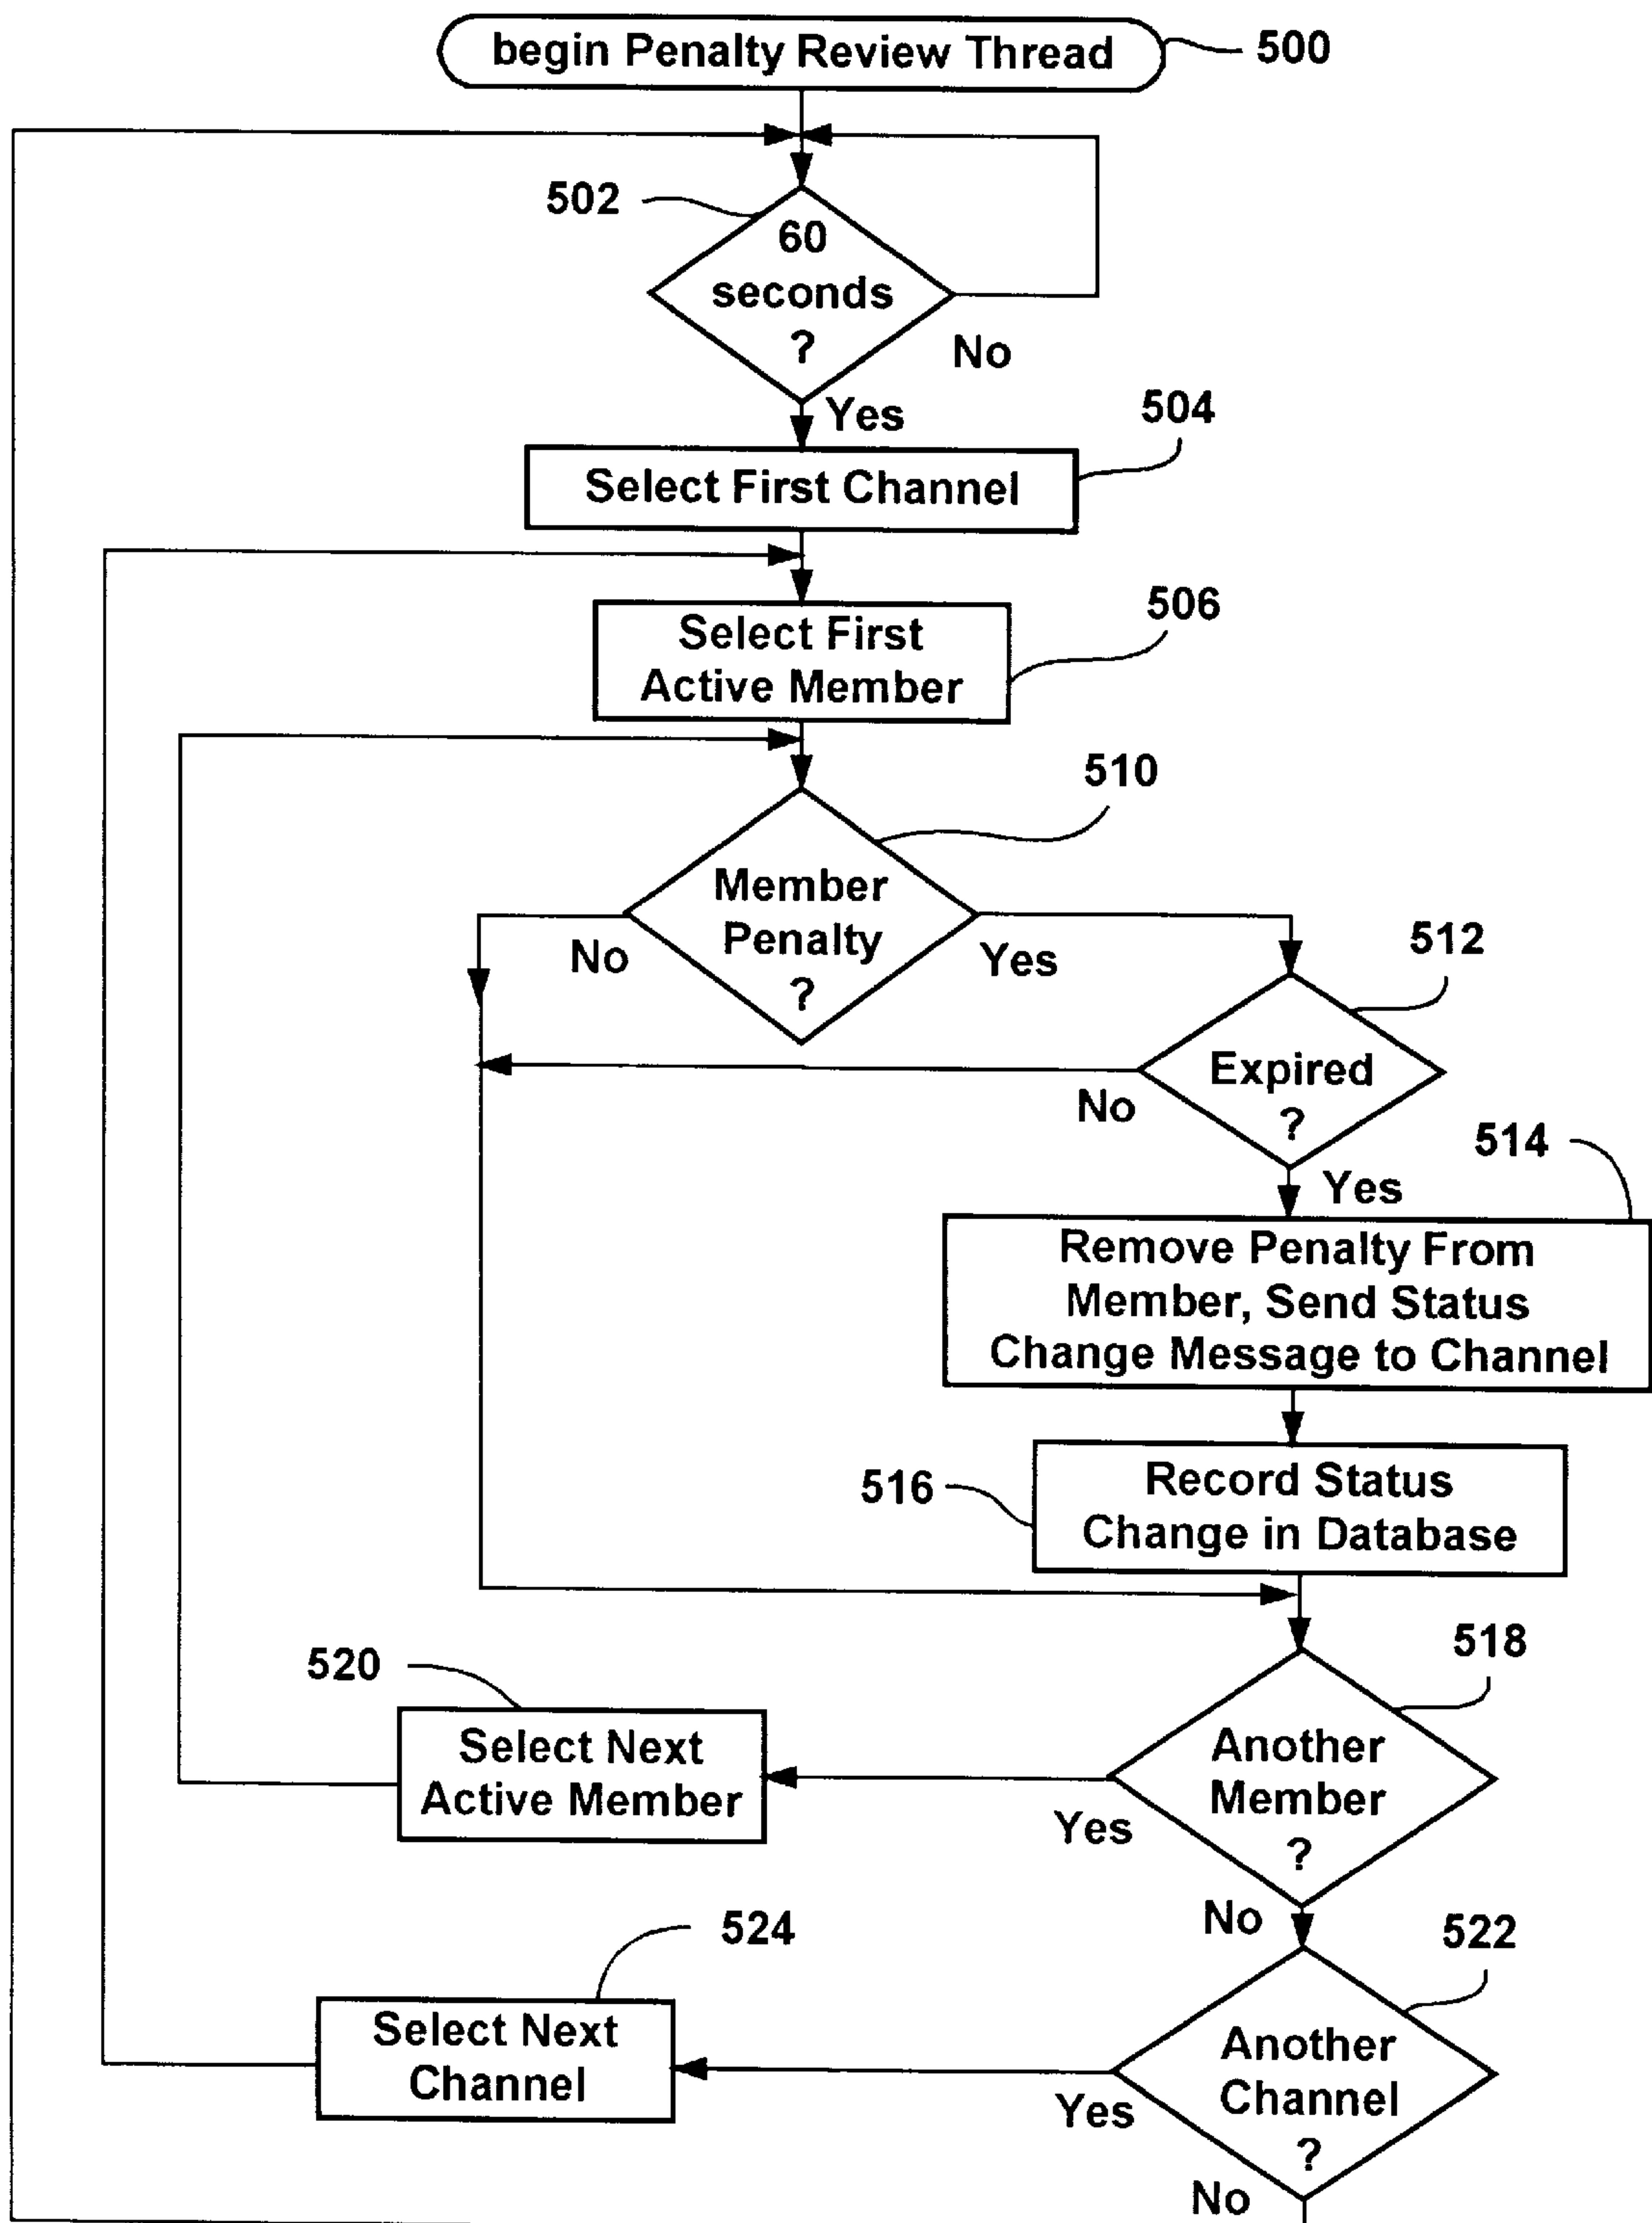 begin Penalty Review Thread
500
502
60
seconds
?
No
Yes
504
Select First Channel
506
Select First
Active Member
510
Member
Penalty
?
No
Yes
512
Expired
?
No
Yes
514
Remove Penalty From
Member, Send Status
Change Message to Channel
516
Record Status
Change in Database
518
520
Another
Member
?
Select Next
Active Member
Yes
No
522
524
Another
Channel
?
Select Next
Channel
Yes
No